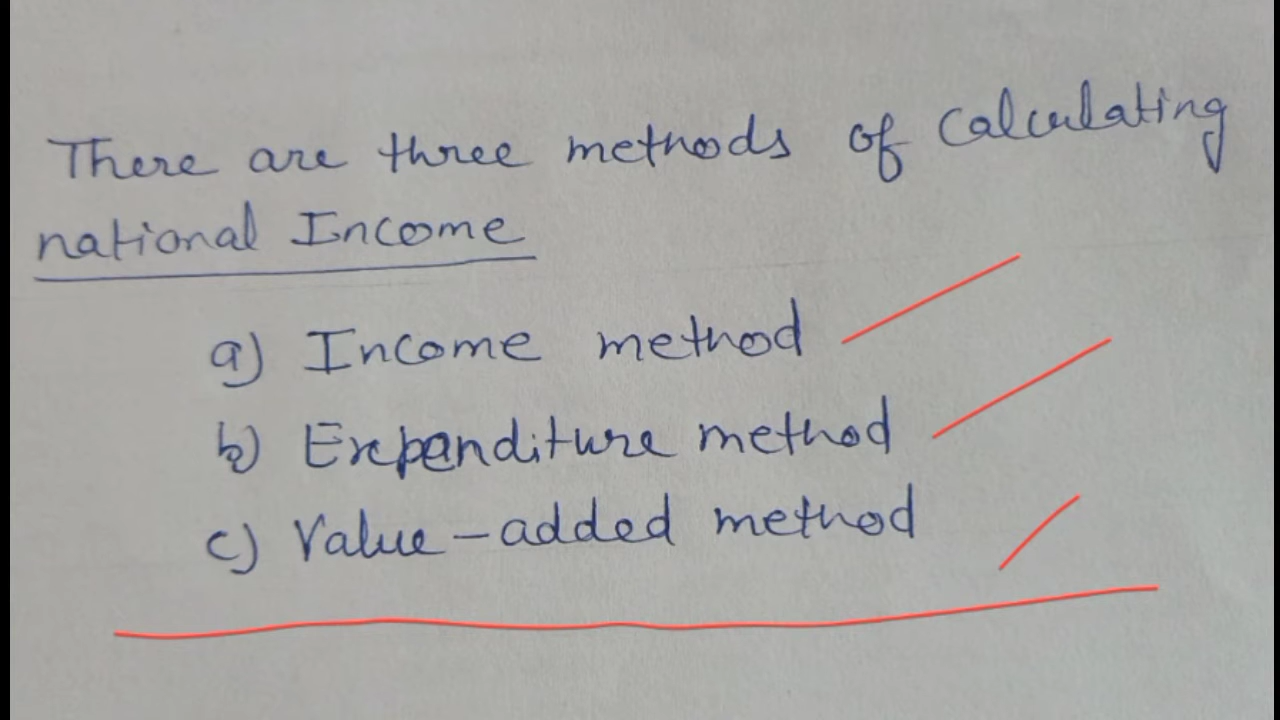 There are three methods of Calculating
national Income
a) Income method
b) Expenditure method
c) Value-added method